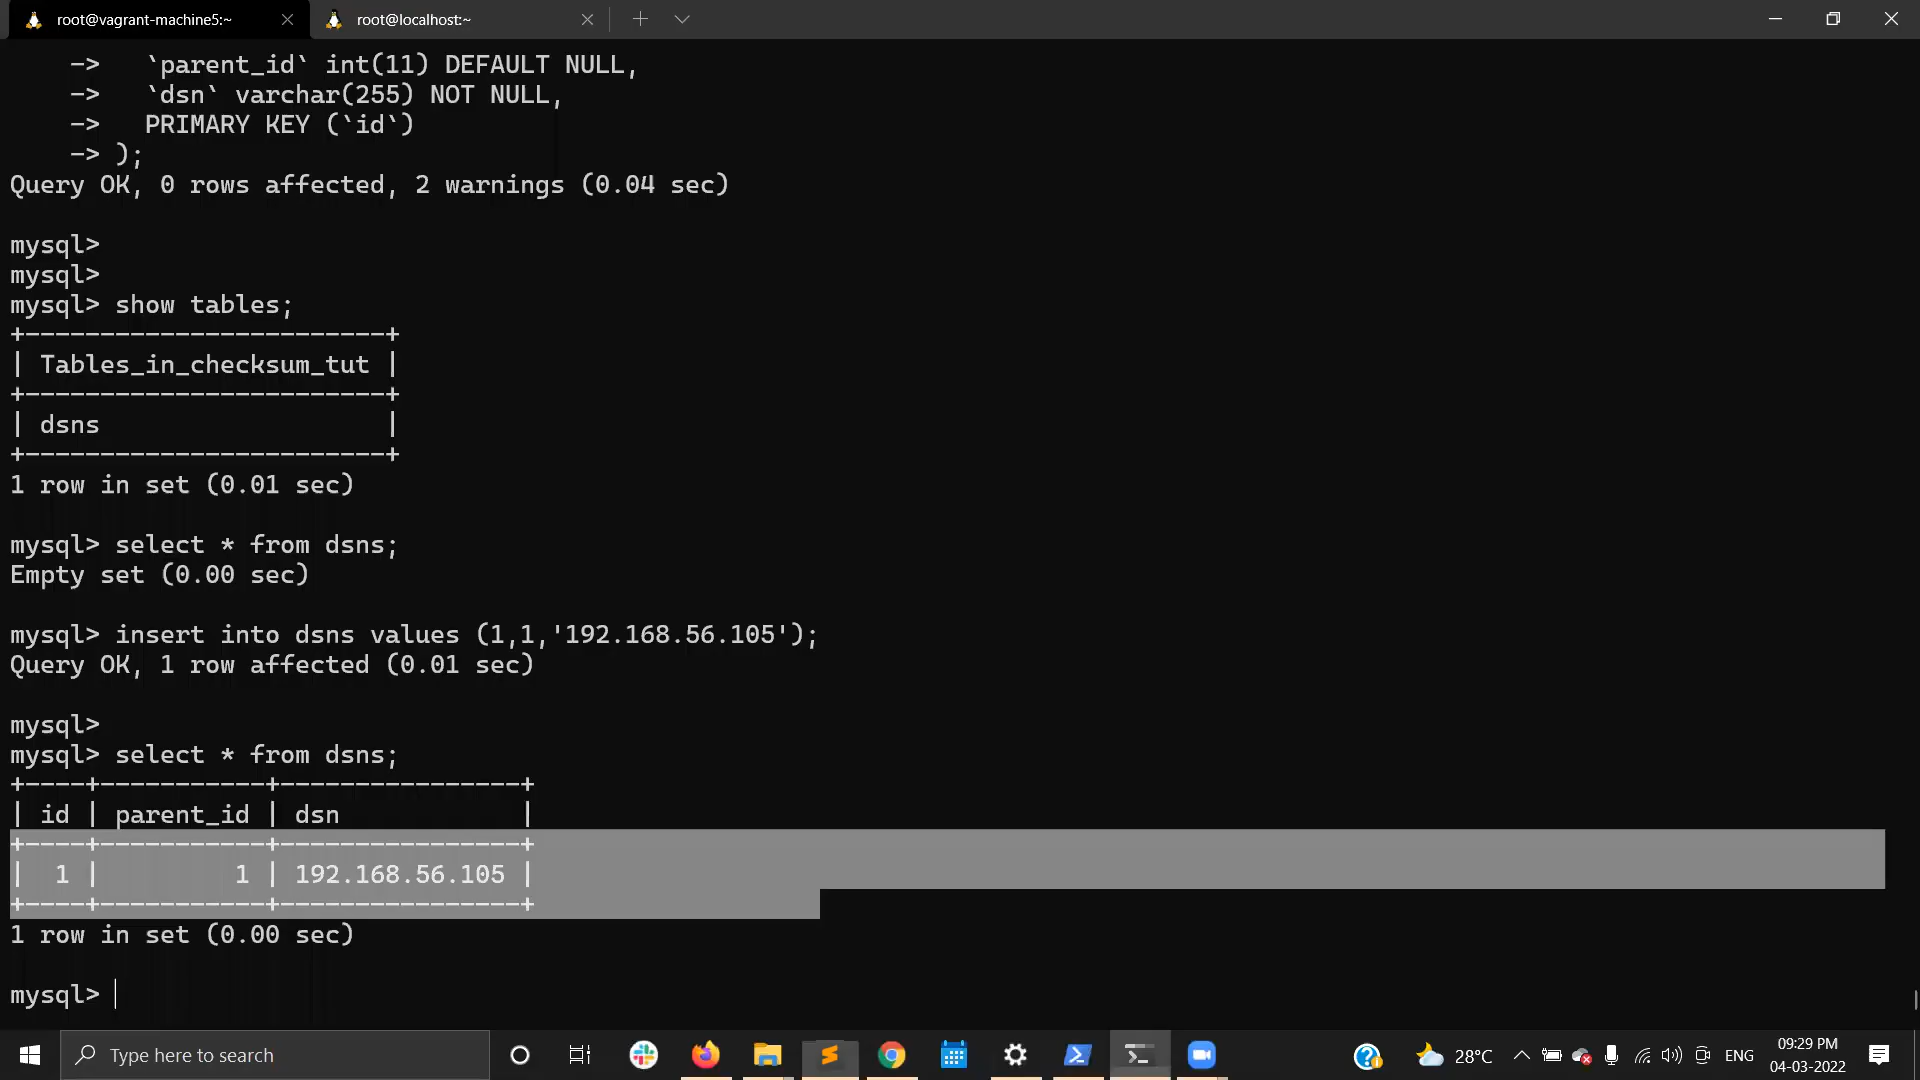 root@vagrant-machine5:~
root@localhost:~
->   `parent_id` int(11) DEFAULT NULL,
->   `dsn` varchar(255) NOT NULL,
->   PRIMARY KEY (`id`)
-> );
Query OK, 0 rows affected, 2 warnings (0.04 sec)
mysql>
mysql>
mysql> show tables;
+------------------------+
| Tables_in_checksum_tut |
+------------------------+
| dsns                   |
+------------------------+
1 row in set (0.01 sec)
mysql> select * from dsns;
Empty set (0.00 sec)
mysql> insert into dsns values (1,1,'192.168.56.105');
Query OK, 1 row affected (0.01 sec)
mysql>
mysql> select * from dsns;
+----+-----------+----------------+
| id | parent_id | dsn            |
+----+-----------+----------------+
|  1 |         1 | 192.168.56.105 |
+----+-----------+----------------+
1 row in set (0.00 sec)
mysql>
Type here to search
28°C
ENG
09:29 PM
04-03-2022